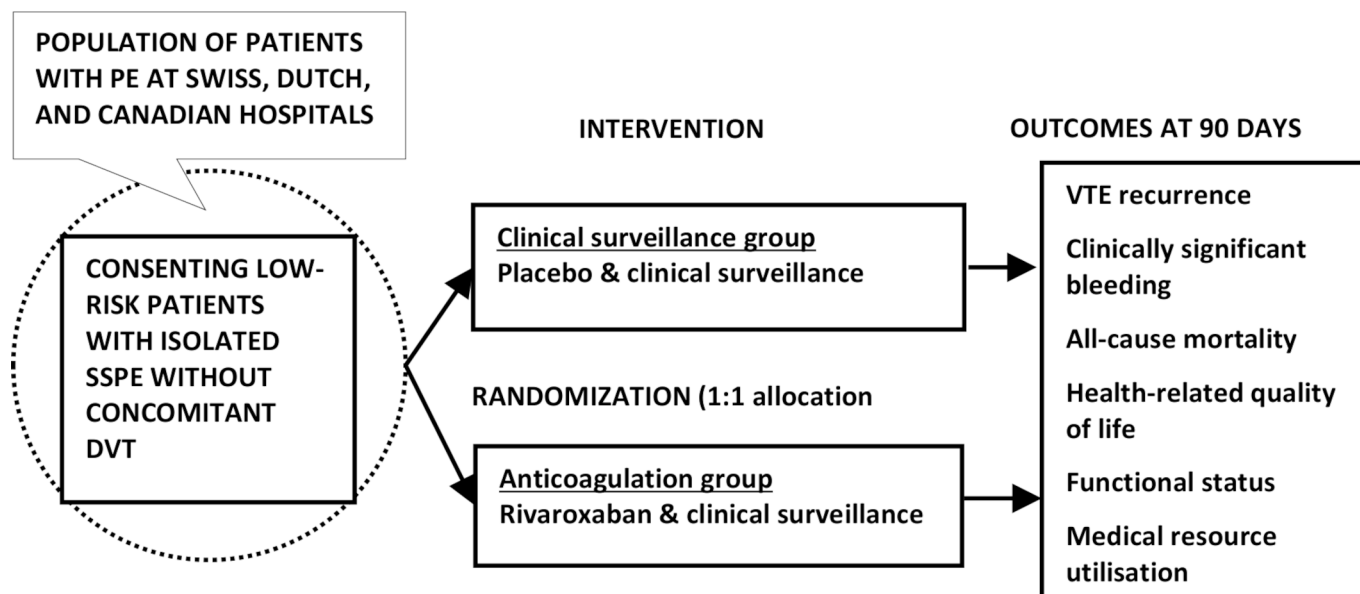 POPULATION OF PATIENTS
WITH PE AT SWISS, DUTCH,
AND CANADIAN HOSPITALS
CONSENTING LOW-
RISK PATIENTS
WITH ISOLATED
SSPE WITHOUT
CONCOMITANT
DVT
INTERVENTION
Clinical surveillance group
Placebo & clinical surveillance
RANDOMIZATION (1:1 allocation
Anticoagulation group
Rivaroxaban & clinical surveillance
OUTCOMES AT 90 DAYS
VTE recurrence
Clinically significant
bleeding
All-cause mortality
Health-related quality
of life
Functional status
Medical resource
utilisation